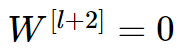 W^{[l+2]} = 0